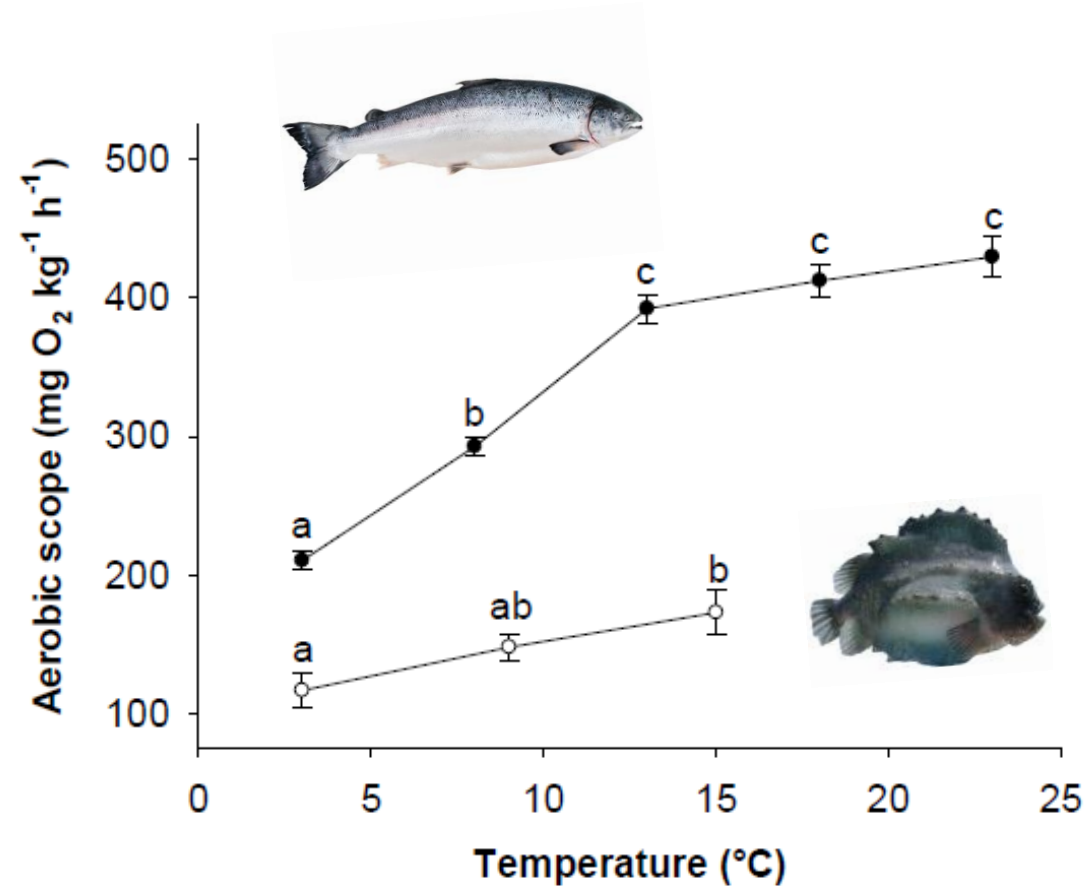 Aerobic scope (mg O₂ kg⁻¹ h⁻¹)
500
400
300
200
100
a
b
c
c
c
a
ab
b
0 5 10 15 20 25
Temperature (°C)